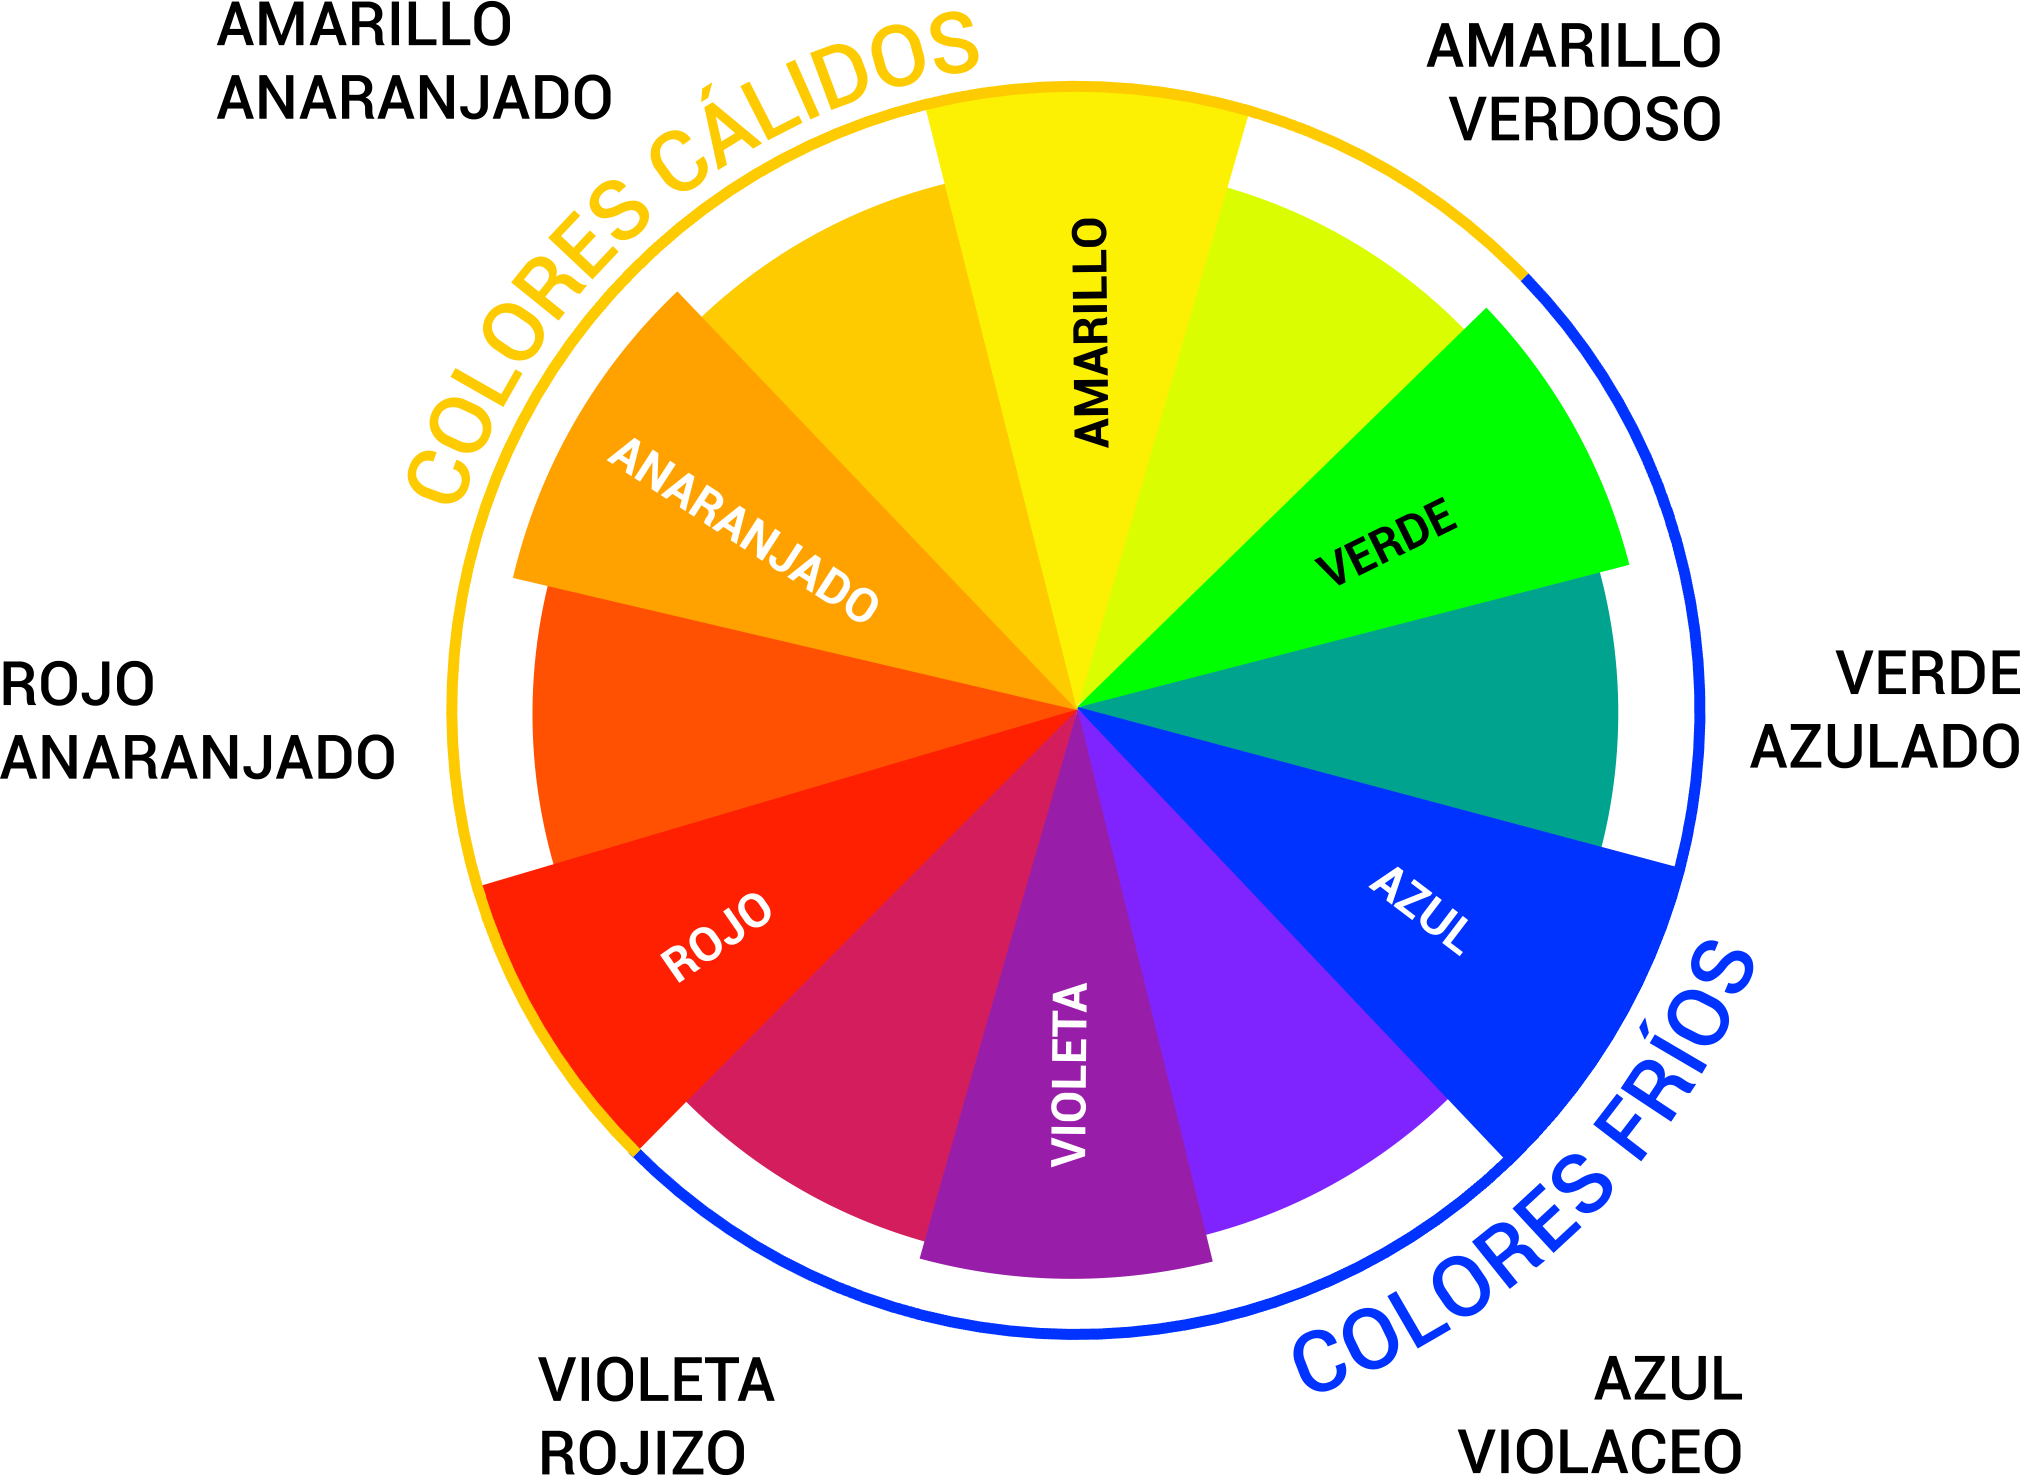 AMARILLO
ANARANJADO
COLORES CÁLIDOS
AMARILLO
VERDOSO
AMARILLO
ANARANJADO
VERDE
ROJO
ANARANJADO
VERDE
AZULADO
ROJO
AZUL
VIOLETA
COLORES FRÍOS
VIOLETA
ROJIZO
AZUL
VIOLACEO